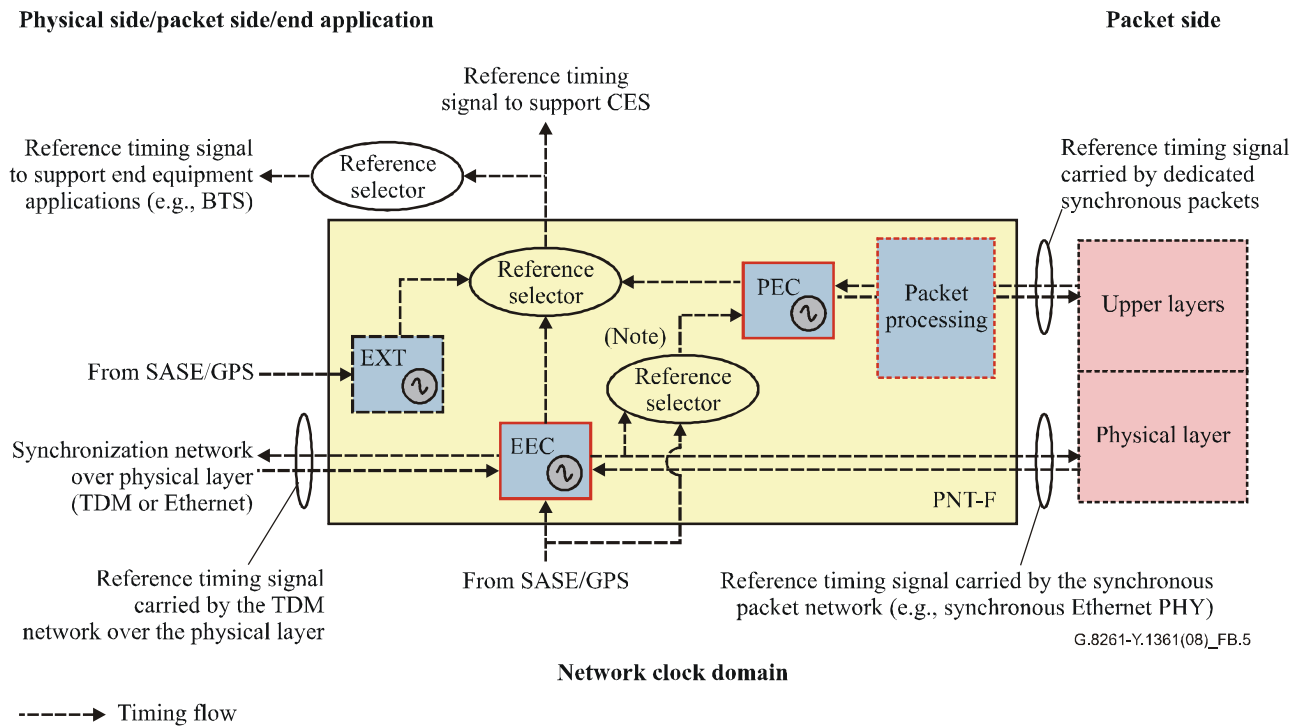 Physical side/packet side/end application
Packet side
Reference timing
signal to support CES
Reference timing signal
to support end equipment
applications (e.g., BTS)
Reference
selector
Reference timing signal
carried by dedicated
synchronous packets
Reference
selector
PEC
Packet
processing
Upper layers
(Note)
EXT
From SASE/GPS
Reference
selector
Synchronization network
over physical layer
(TDM or Ethernet)
EEC
Physical layer
PNT-F
Reference timing signal
carried by the TDM
network over the physical layer
From SASE/GPS
Reference timing signal carried by the synchronous
packet network (e.g., synchronous Ethernet PHY)
G.8261-Y.1361(08)_FB.5
Network clock domain
Timing flow